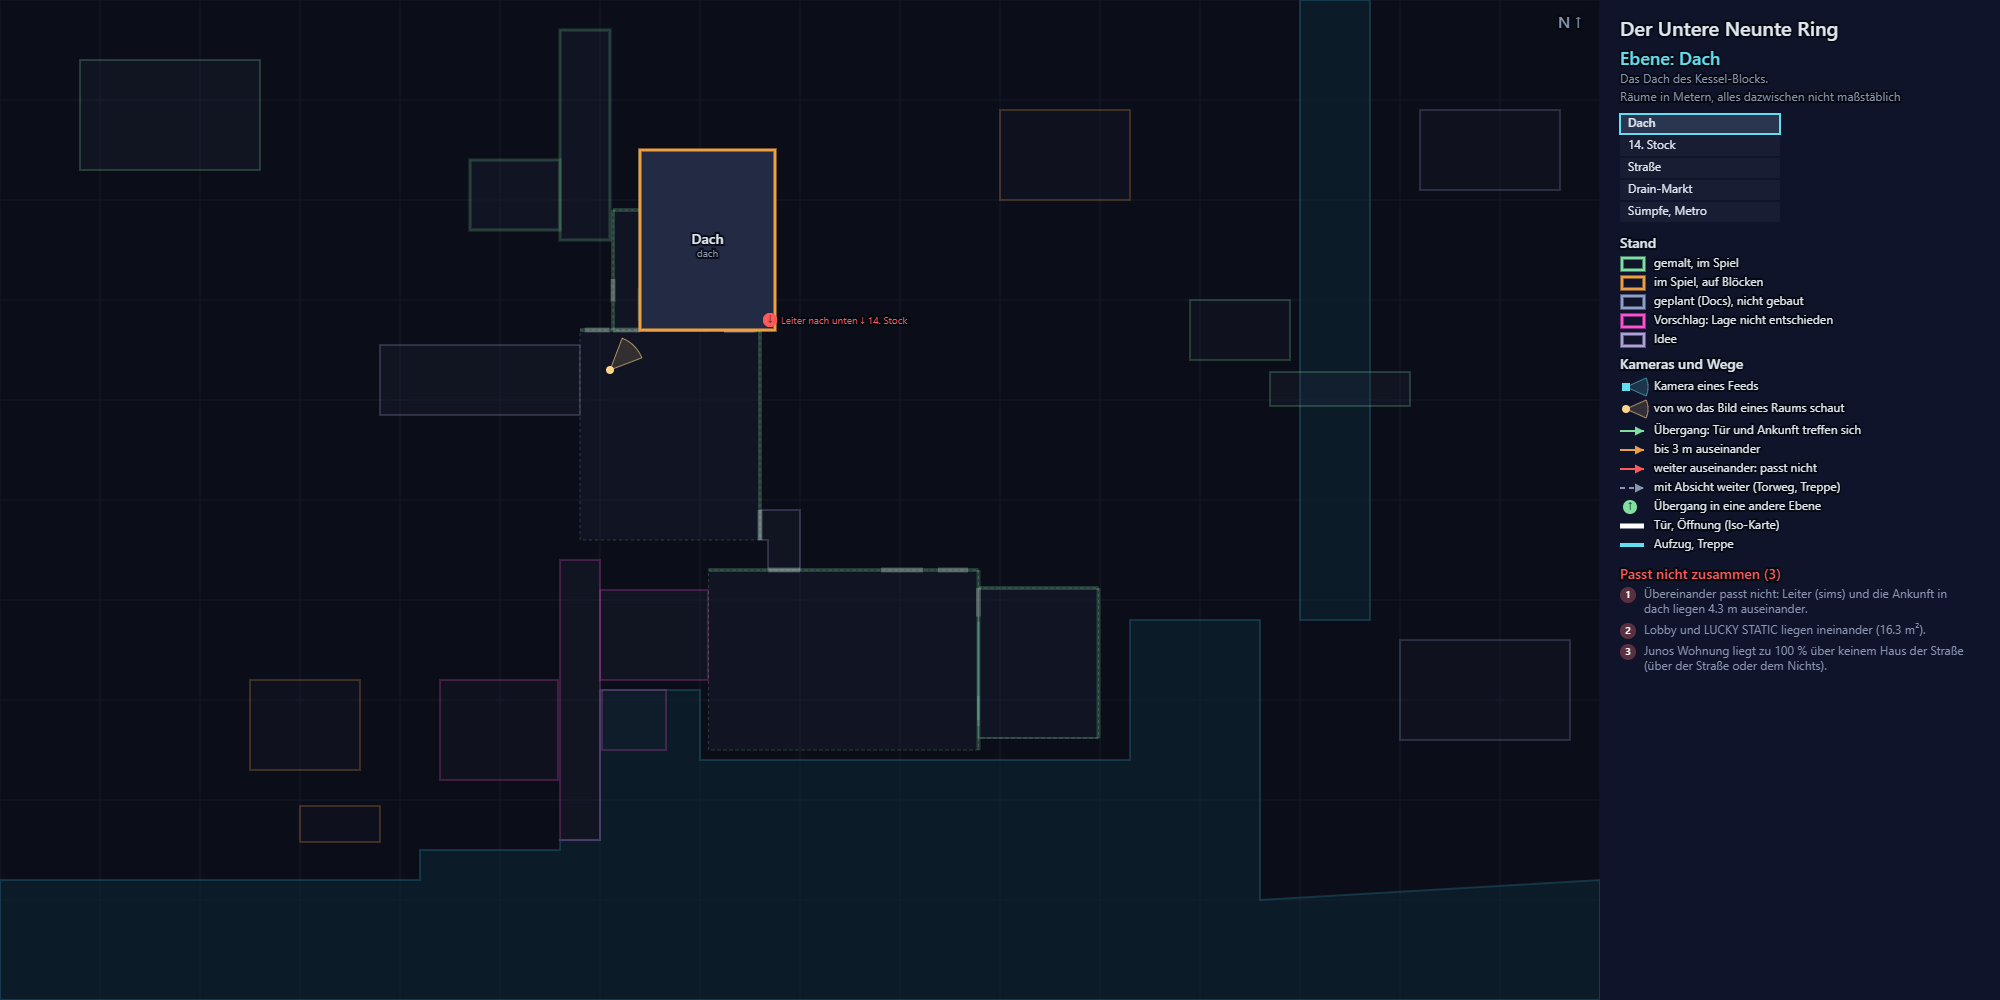 N ↑
Der Untere Neunte Ring
Ebene: Dach
Das Dach des Kessel-Blocks.
Räume in Metern, alles dazwischen nicht maßstäblich
Dach
14. Stock
Straße
Drain-Markt
Sümpfe, Metro
Dach
dach
↓ Leiter nach unten ↓ 14. Stock
Stand
gemalt, im Spiel
im Spiel, auf Blöcken
geplant (Docs), nicht gebaut
Vorschlag: Lage nicht entschieden
Idee
Kameras und Wege
Kamera eines Feeds
von wo das Bild eines Raums schaut
Übergang: Tür und Ankunft treffen sich
bis 3 m auseinander
weiter auseinander: passt nicht
mit Absicht weiter (Torweg, Treppe)
↑ Übergang in eine andere Ebene
Tür, Öffnung (Iso-Karte)
Aufzug, Treppe
Passt nicht zusammen (3)
1 Übereinander passt nicht: Leiter (sims) und die Ankunft in
dach liegen 4.3 m auseinander.
2 Lobby und LUCKY STATIC liegen ineinander (16.3 m²).
3 Junos Wohnung liegt zu 100 % über keinem Haus der Straße
(über der Straße oder dem Nichts).